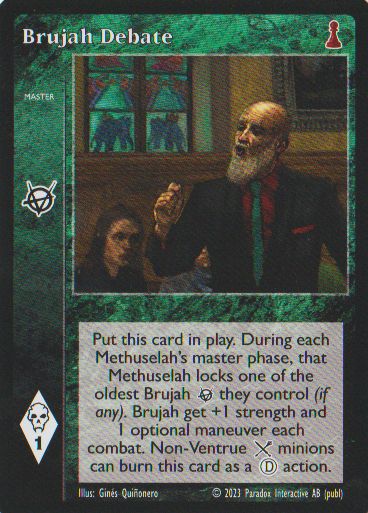 Brujah Debate
MASTER
Put this card in play. During each
Methuselah's master phase, that
Methuselah locks one of the
oldest Brujah they control (if
any). Brujah get +1 strength and
1 optional maneuver each
combat. Non-Ventrue minions
can burn this card as a D action.
1
Illus: Ginés Quiñonero © 2023 Paradox Interactive AB (publ)